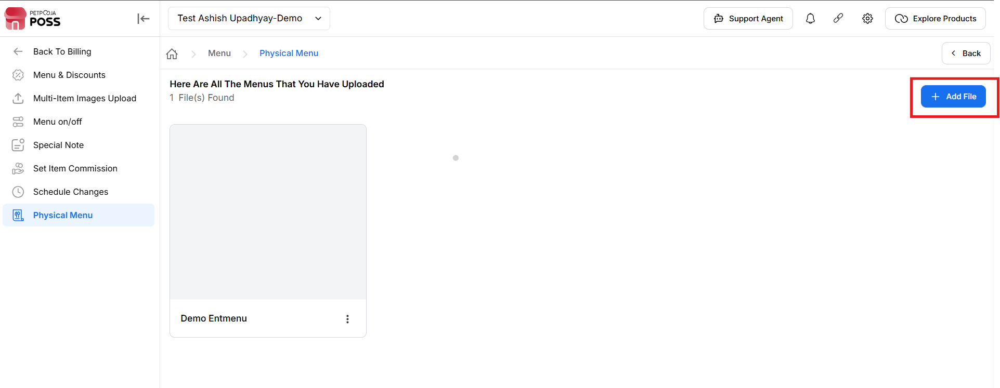 PETPOOJA
POSS
Test Ashish Upadhyay-Demo
Support Agent
Explore Products
Back To Billing
Menu & Discounts
Multi-Item Images Upload
Menu on/off
Special Note
Set Item Commission
Schedule Changes
Physical Menu
Menu
Physical Menu
Back
Here Are All The Menus That You Have Uploaded
1 File(s) Found
Add File
Demo Entmenu